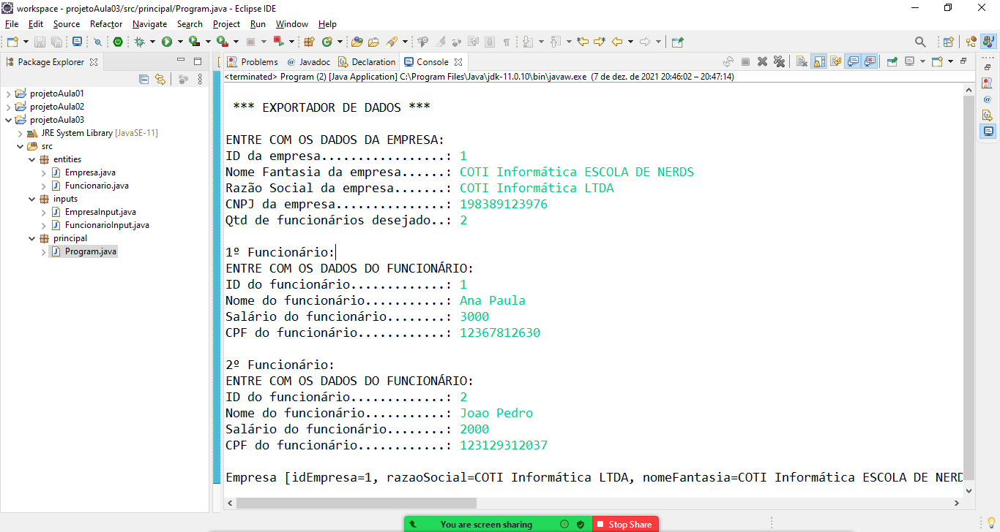 workspace - projetoAula03/src/principal/Program.java - Eclipse IDE
File Edit Source Refactor Navigate Search Project Run Window Help
Package Explorer
Problems @ Javadoc Declaration Console
<terminated> Program (2) [Java Application] C:\Program Files\Java\jdk-11.0.10\bin\javaw.exe (7 de dez. de 2021 20:46:02 – 20:47:14)
projetoAula01
projetoAula02
projetoAula03
JRE System Library [JavaSE-11]
src
entities
Empresa.java
Funcionario.java
inputs
EmpresaInput.java
FuncionarioInput.java
principal
Program.java
*** EXPORTADOR DE DADOS ***
ENTRE COM OS DADOS DA EMPRESA:
ID da empresa.................: 1
Nome Fantasia da empresa......: COTI Informática ESCOLA DE NERDS
Razão Social da empresa.......: COTI Informática LTDA
CNPJ da empresa...............: 198389123976
Qtd de funcionários desejado..: 2
1º Funcionário:
ENTRE COM OS DADOS DO FUNCIONÁRIO:
ID do funcionário.............: 1
Nome do funcionário...........: Ana Paula
Salário do funcionário........: 3000
CPF do funcionário............: 12367812630
2º Funcionário:
ENTRE COM OS DADOS DO FUNCIONÁRIO:
ID do funcionário.............: 2
Nome do funcionário...........: Joao Pedro
Salário do funcionário........: 2000
CPF do funcionário............: 123129312037
Empresa [idEmpresa=1, razaoSocial=COTI Informática LTDA, nomeFantasia=COTI Informática ESCOLA DE NERD
You are screen sharing Stop Share